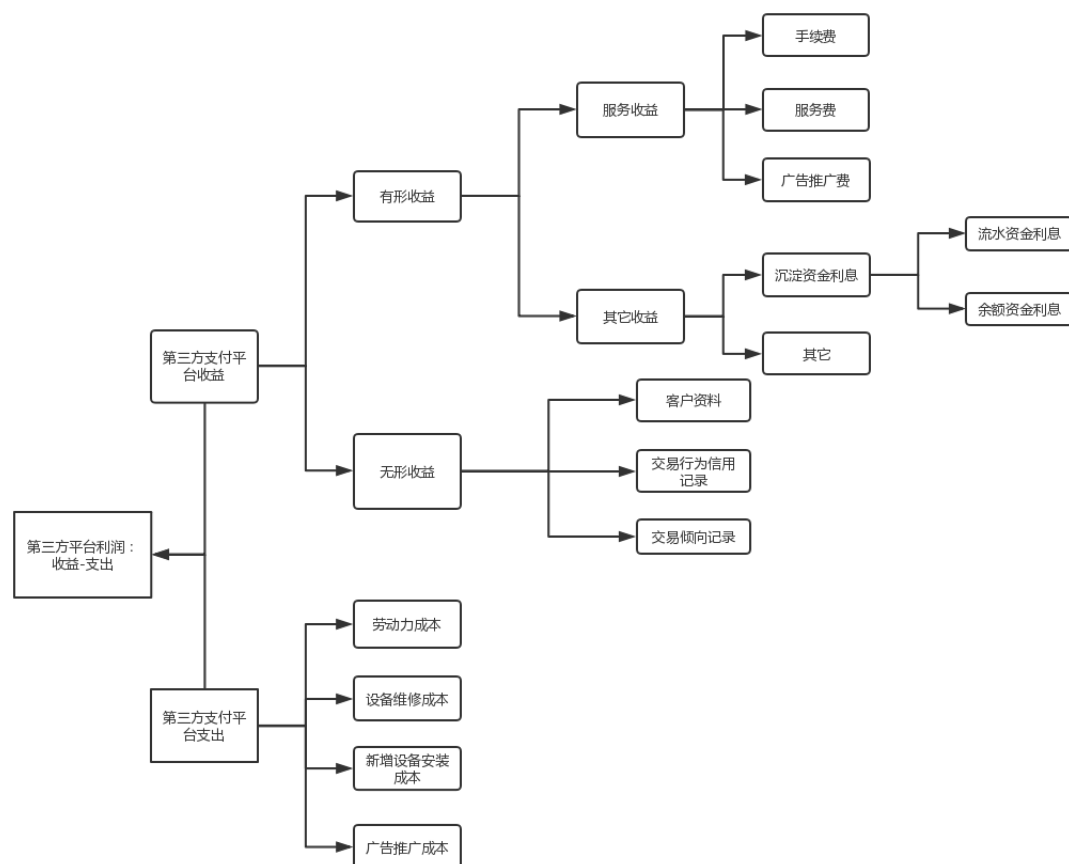 手续费
服务收益
服务费
广告推广费
有形收益
流水资金利息
沉淀资金利息
余额资金利息
其它收益
其它
第三方支付平
台收益
客户资料
无形收益
交易行为信用
记录
交易倾向记录
第三方平台利润：
收益-支出
劳动力成本
设备维修成本
第三方支付平
台支出
新增设备安装
成本
广告推广成本